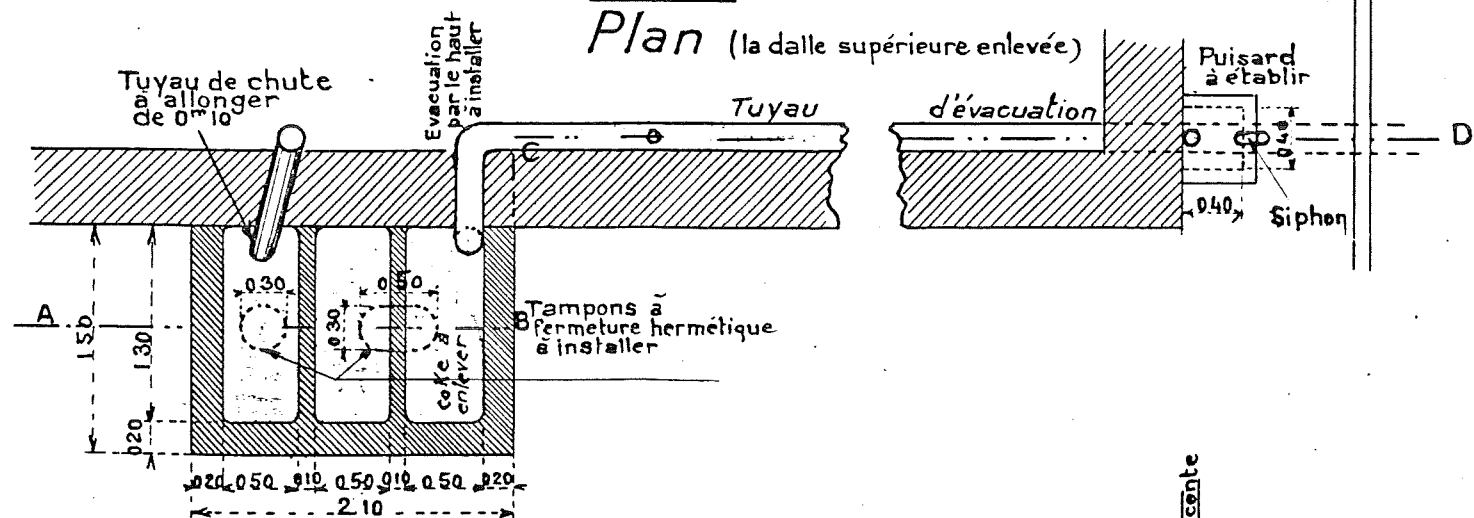 Plan (la dalle supérieure enlevée)
Tuyau de chute
à allonger
de 0m10
Evacuation
par le haut
à installer
Tuyau d'évacuation
Puisard
à établir
C
D
0.40
0.40
Siphon
A
B
0.30
0.50
0.30
Tampons à
fermeture hermétique
à installer
Coke à
enlever
1.50
1.30
0.20
0.20 0.50 0.10 0.50 0.10 0.50 0.20
2.10
conte